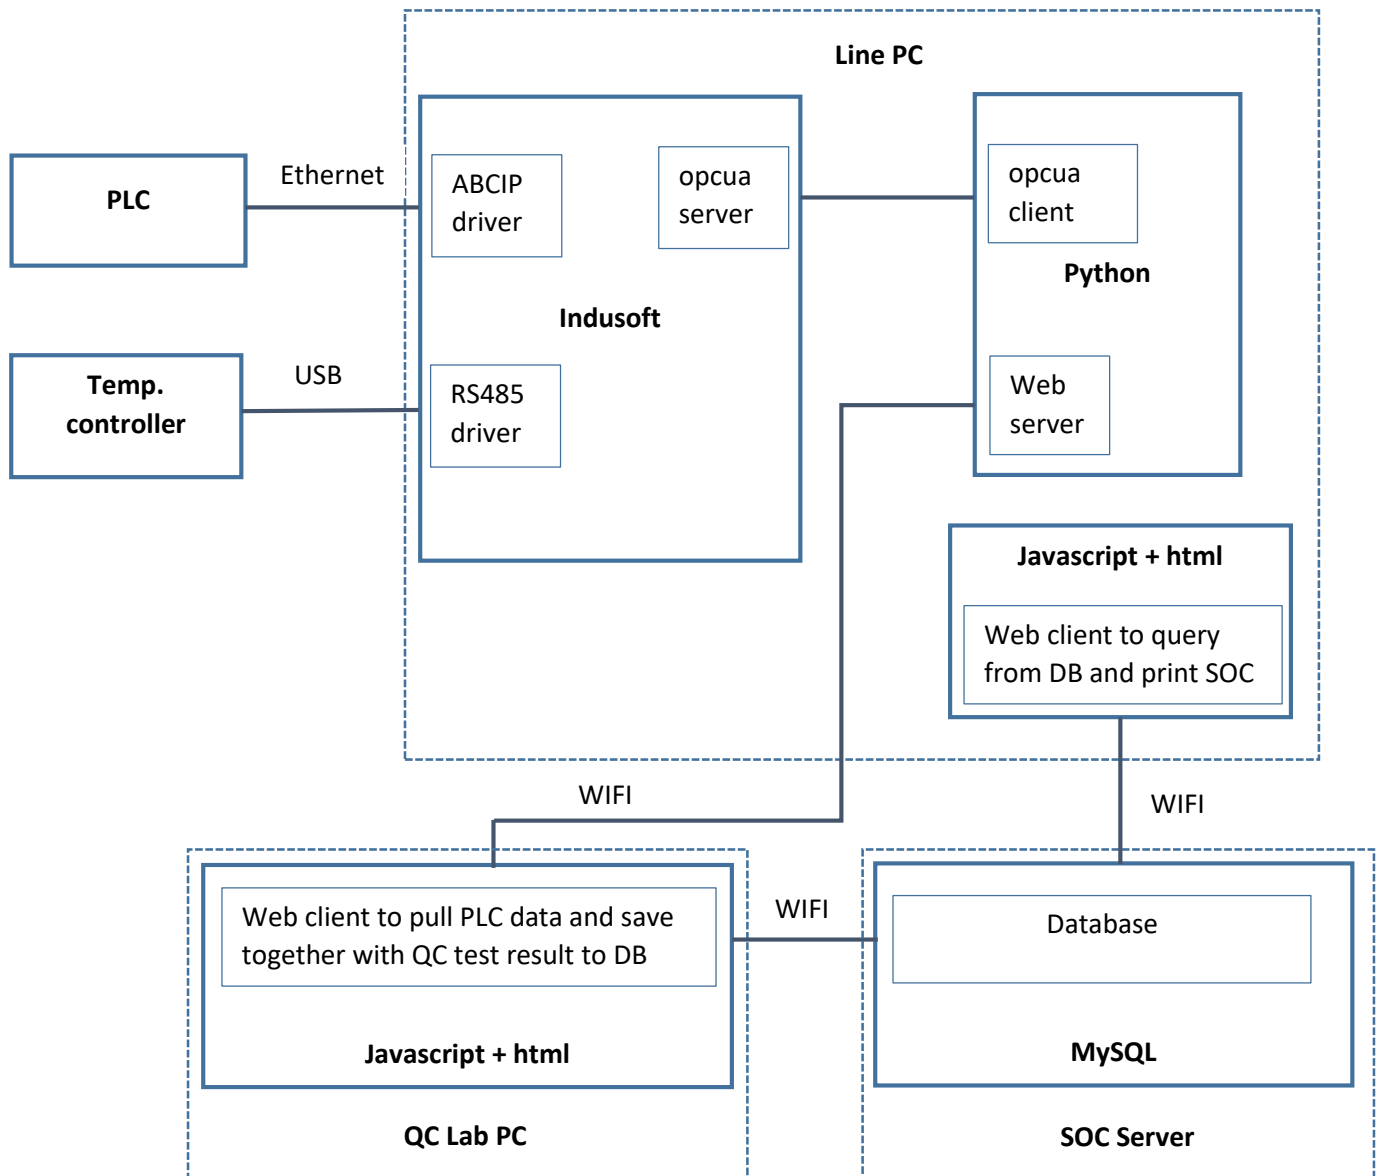 Line PC
PLC
Ethernet
ABCIP
driver
opcua
server
opcua
client
Python
Indusoft
Temp.
controller
USB
RS485
driver
Web
server
Javascript + html
Web client to query
from DB and print SOC
WIFI
WIFI
Web client to pull PLC data and save
together with QC test result to DB
Javascript + html
QC Lab PC
WIFI
Database
MySQL
SOC Server